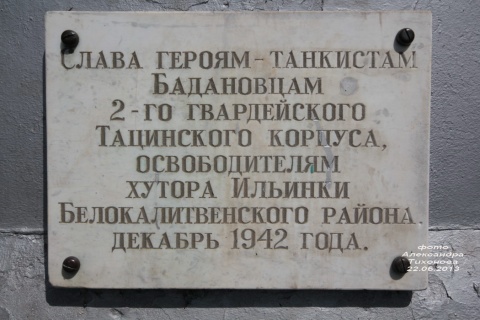 Слава героям-танкистам
Бадановцам
2-го гвардейского
Тацинского корпуса,
освободителям
хутора Ильинки
Белокалитвенского района.
декабрь 1942 года.
фото
Александра
Тихонова
22.06.2013